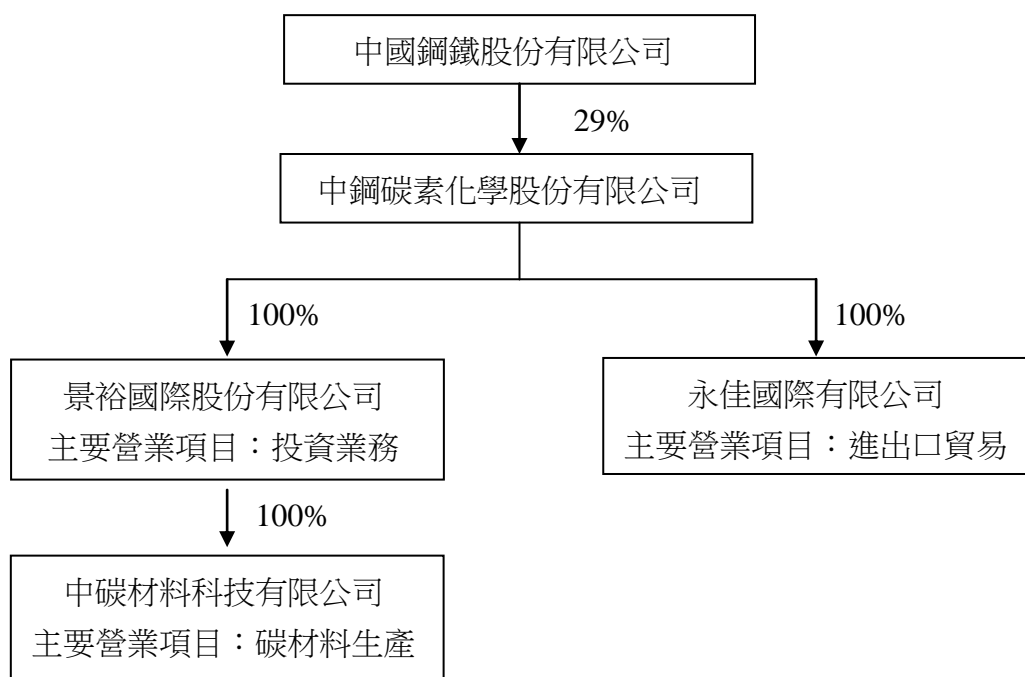 中國鋼鐵股份有限公司
29%
中鋼碳素化學股份有限公司
100%
100%
景裕國際股份有限公司
主要營業項目：投資業務
永佳國際有限公司
主要營業項目：進出口貿易
100%
中碳材料科技有限公司
主要營業項目：碳材料生產